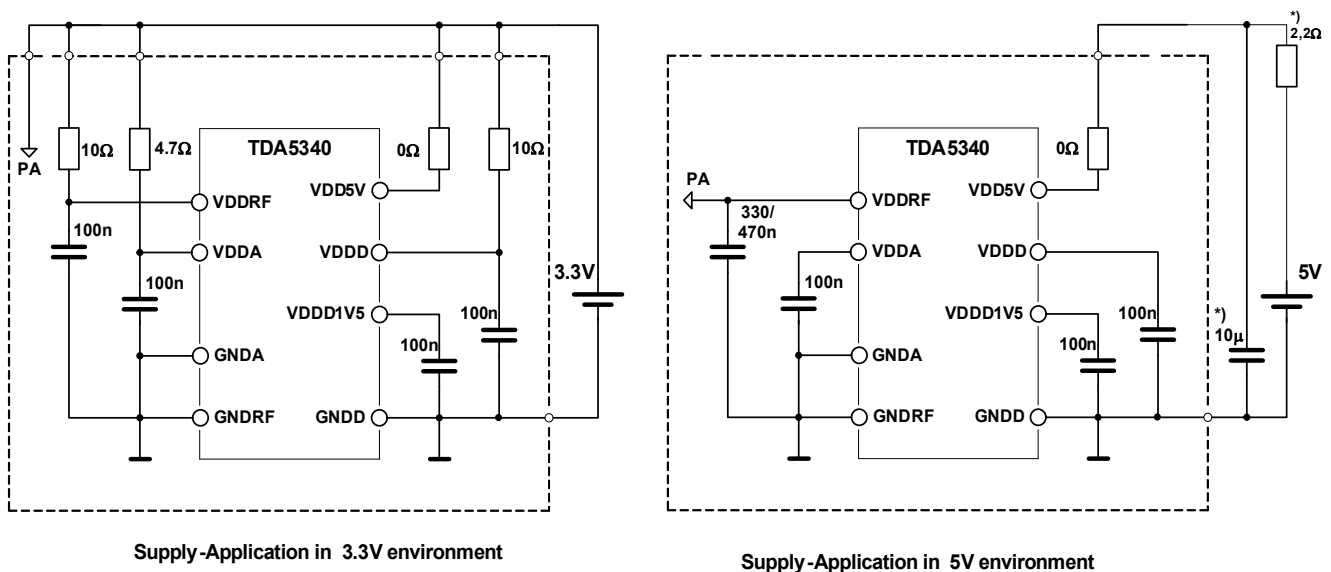 PA
10Ω
4.7Ω
TDA5340
0Ω
10Ω
VDD5V
VDDRF
100n
VDDA
VDDD
3.3V
100n
VDDD1V5
100n
100n
GNDA
GNDRF
GNDD
Supply-Application in 3.3V environment
*)
2,2Ω
TDA5340
0Ω
PA
VDD5V
VDDRF
330/
470n
VDDA
VDDD
5V
100n
VDDD1V5
100n
*)
10µ
100n
GNDA
GNDRF
GNDD
Supply-Application in 5V environment